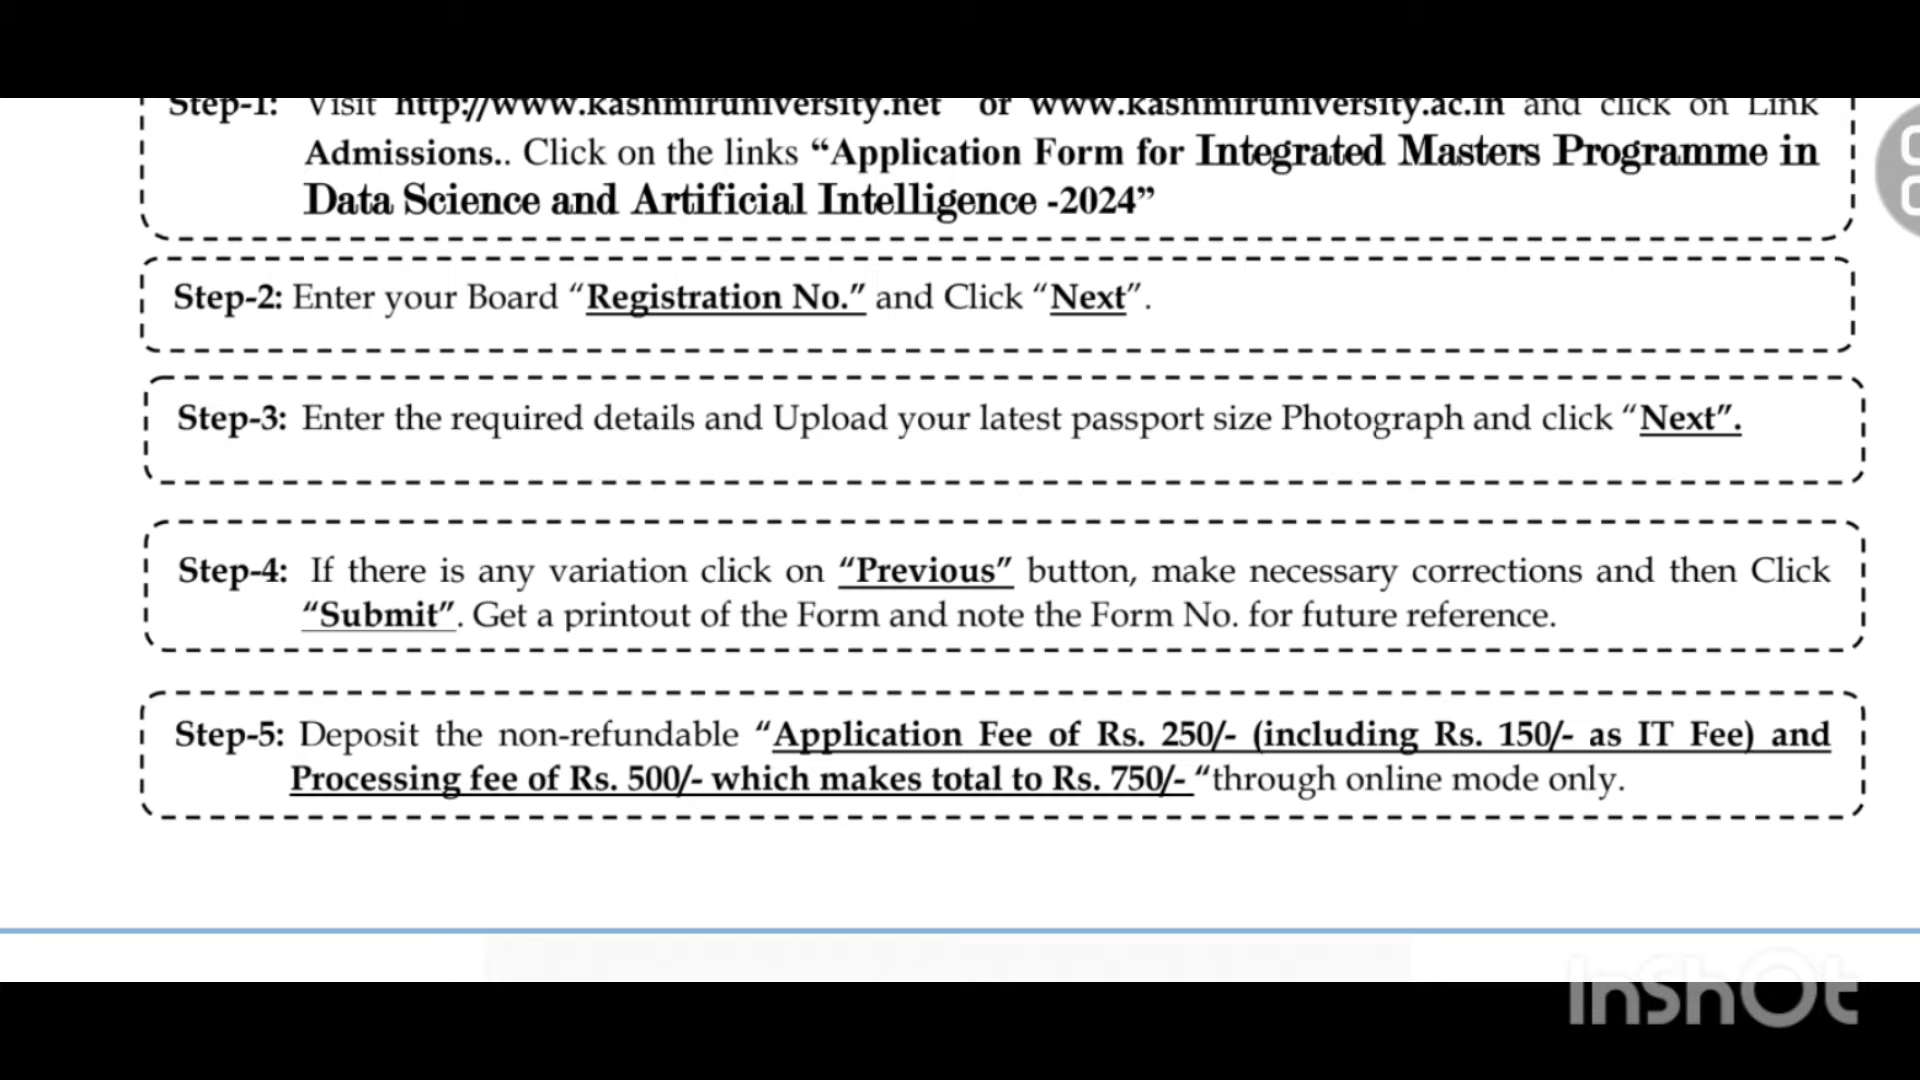 Step-1: Visit http://www.kashmiruniversity.net or www.kashmiruniversity.ac.in and click on Link
Admissions.. Click on the links “Application Form for Integrated Masters Programme in
Data Science and Artificial Intelligence -2024”
Step-2: Enter your Board “Registration No.” and Click “Next”.
Step-3: Enter the required details and Upload your latest passport size Photograph and click “Next”.
Step-4: If there is any variation click on “Previous” button, make necessary corrections and then Click
“Submit”. Get a printout of the Form and note the Form No. for future reference.
Step-5: Deposit the non-refundable “Application Fee of Rs. 250/- (including Rs. 150/- as IT Fee) and
Processing fee of Rs. 500/- which makes total to Rs. 750/- “through online mode only.
InShOt